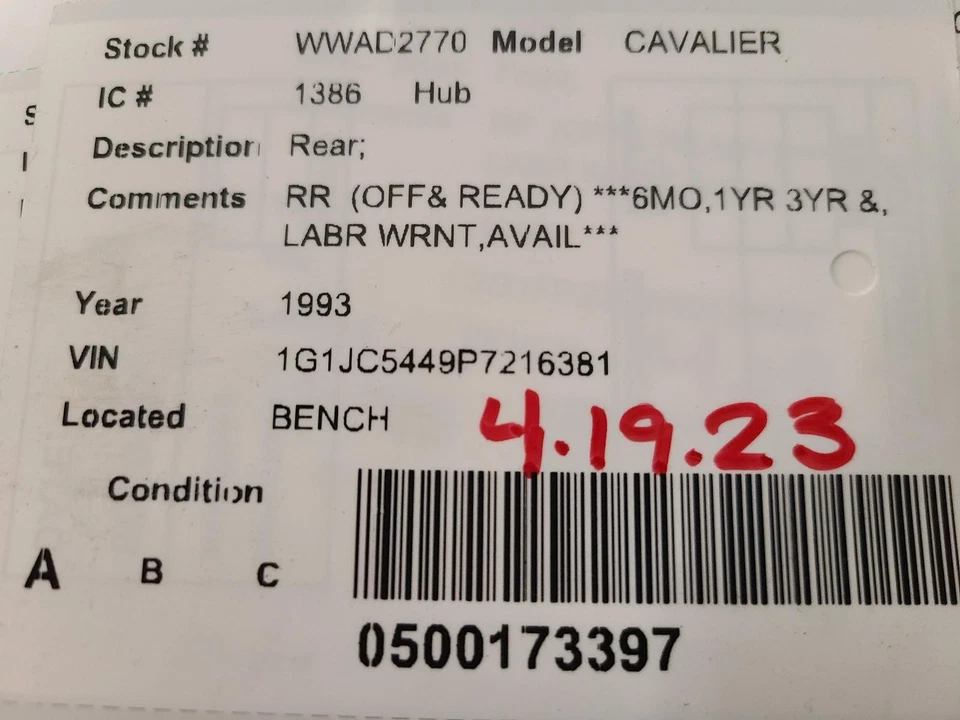 Stock # WWAD2770 Model CAVALIER
IC # 1386 Hub
Description Rear;
Comments RR (OFF& READY) ***6MO,1YR 3YR &,
LABR WRNT,AVAIL***
Year 1993
VIN 1G1JC5449P7216381
Located BENCH
4.19.23
Condition
A B C
0500173397